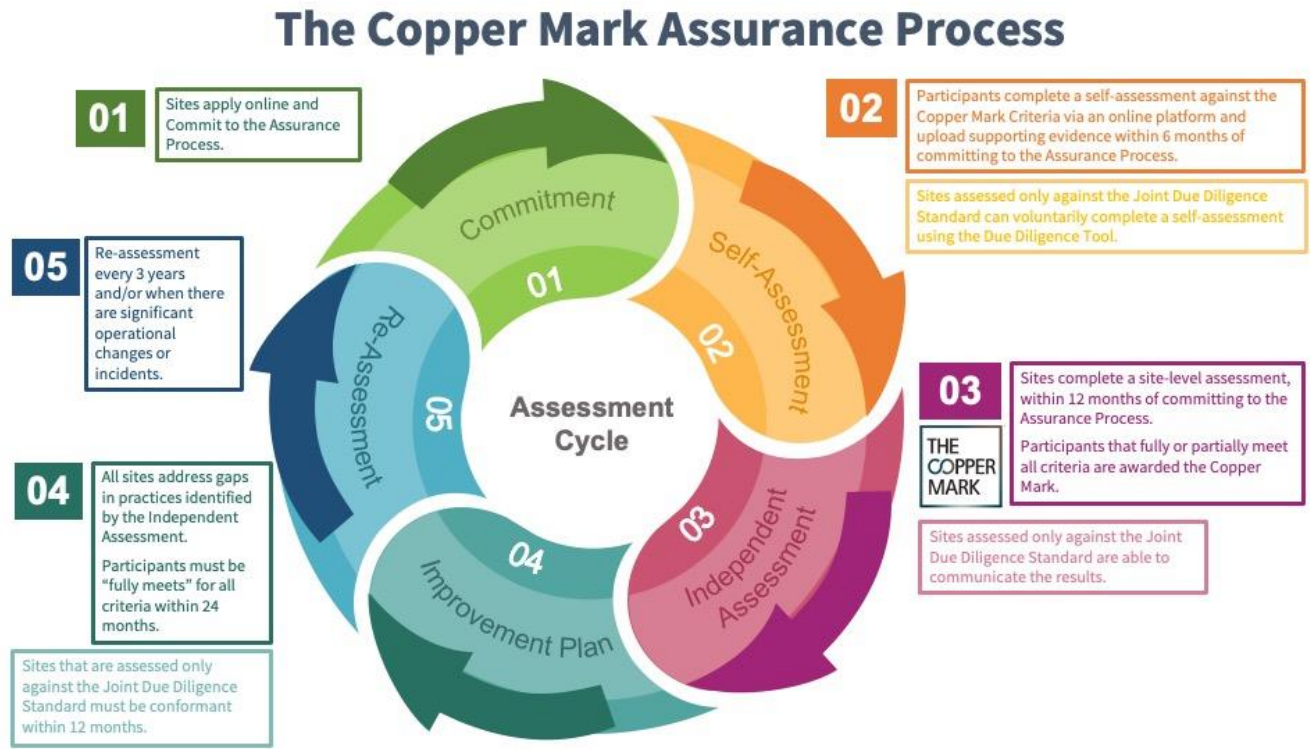 The Copper Mark Assurance Process
01
Sites apply online and
Commit to the Assurance
Process.
02
Participants complete a self-assessment against the
Copper Mark Criteria via an online platform and
upload supporting evidence within 6 months of
committing to the Assurance Process.
Sites assessed only against the Joint Due Diligence
Standard can voluntarily complete a self-assessment
using the Due Diligence Tool.
03
Sites complete a site-level assessment,
within 12 months of committing to the
Assurance Process.
Participants that fully or partially meet
all criteria are awarded the Copper
Mark.
THE
COPPER
MARK
Sites assessed only against the Joint
Due Diligence Standard are able to
communicate the results.
04
All sites address gaps
in practices identified
by the Independent
Assessment.
Participants must be
“fully meets” for all
criteria within 24
months.
Sites that are assessed only
against the Joint Due Diligence
Standard must be conformant
within 12 months.
05
Re-assessment
every 3 years
and/or when there
are significant
operational
changes or
incidents.
Commitment
01
Self-Assessment
02
Independent
Assessment
03
Improvement Plan
04
Re-Assessment
05
Assessment
Cycle